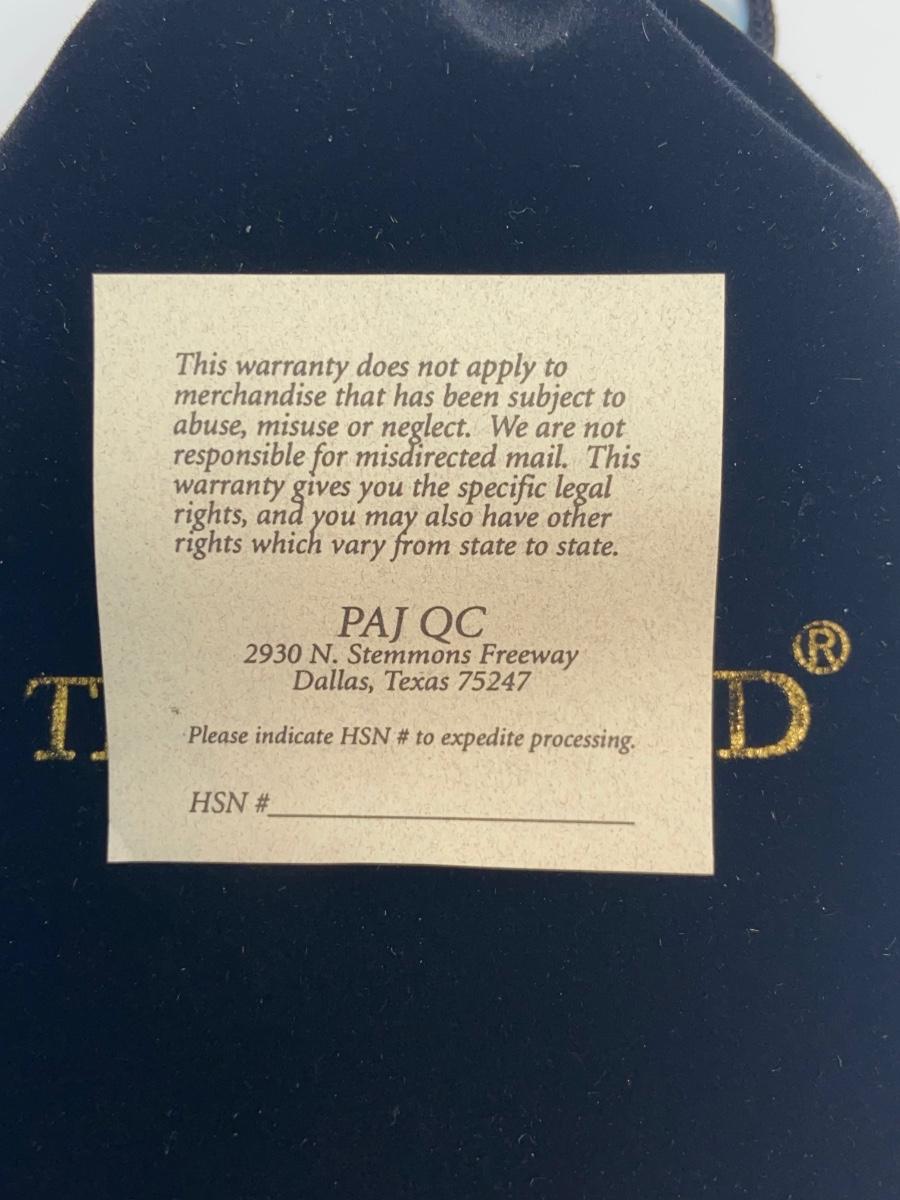 This warranty does not apply to
merchandise that has been subject to
abuse, misuse or neglect.  We are not
responsible for misdirected mail.  This
warranty gives you the specific legal
rights, and you may also have other
rights which vary from state to state.
PAJ QC
2930 N. Stemmons Freeway
Dallas, Texas 75247
Please indicate HSN # to expedite processing.
HSN #